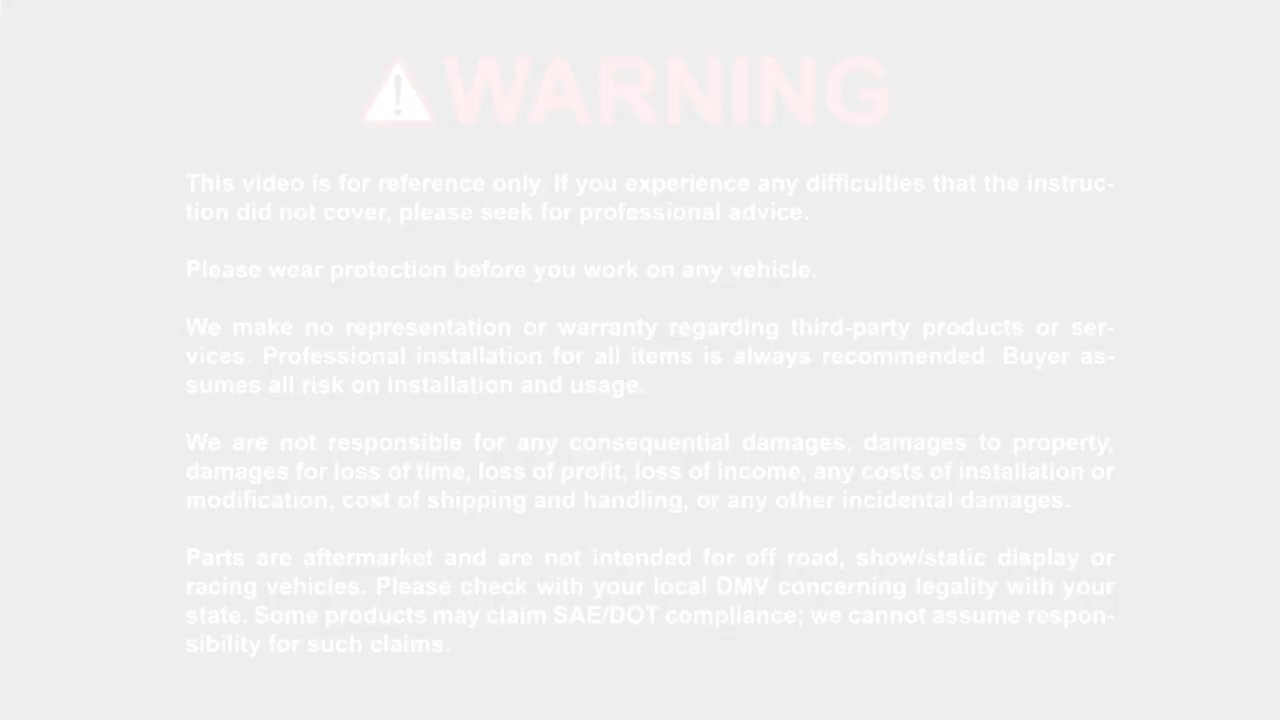 WARNING
This video is for reference only. If you experience any difficulties that the instruc-
tion did not cover, please seek for professional advice.
Please wear protection before you work on any vehicle.
We make no representation or warranty regarding third-party products or ser-
vices. Professional installation for all items is always recommended. Buyer as-
sumes all risk on installation and usage.
We are not responsible for any consequential damages, damages to property,
damages for loss of time, loss of profit, loss of income, any costs of installation or
modification, cost of shipping and handling, or any other incidental damages.
Parts are aftermarket and are not intended for off road, show/static display or
racing vehicles. Please check with your local DMV concerning legality with your
state. Some products may claim SAE/DOT compliance; we cannot assume respon-
sibility for such claims.